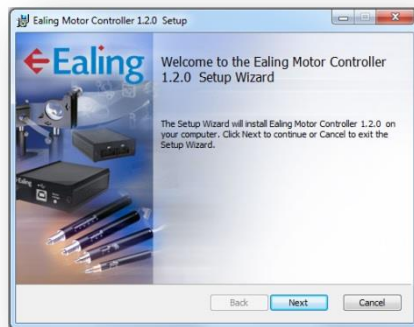 Ealing Motor Controller 1.2.0 Setup
Ealing
Welcome to the Ealing Motor Controller
1.2.0 Setup Wizard
The Setup Wizard will install Ealing Motor Controller 1.2.0 on
your computer. Click Next to continue or Cancel to exit the
Setup Wizard.
Back Next Cancel